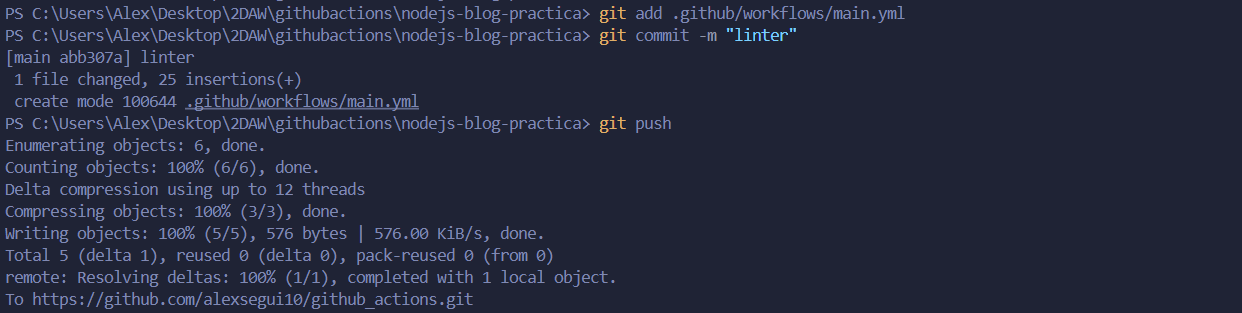 PS C:\Users\Alex\Desktop\2DAW\githubactions\nodejs-blog-practica> git add .github/workflows/main.yml
PS C:\Users\Alex\Desktop\2DAW\githubactions\nodejs-blog-practica> git commit -m "linter"
[main abb307a] linter
 1 file changed, 25 insertions(+)
 create mode 100644 .github/workflows/main.yml
PS C:\Users\Alex\Desktop\2DAW\githubactions\nodejs-blog-practica> git push
Enumerating objects: 6, done.
Counting objects: 100% (6/6), done.
Delta compression using up to 12 threads
Compressing objects: 100% (3/3), done.
Writing objects: 100% (5/5), 576 bytes | 576.00 KiB/s, done.
Total 5 (delta 1), reused 0 (delta 0), pack-reused 0 (from 0)
remote: Resolving deltas: 100% (1/1), completed with 1 local object.
To https://github.com/alexsegui10/github_actions.git